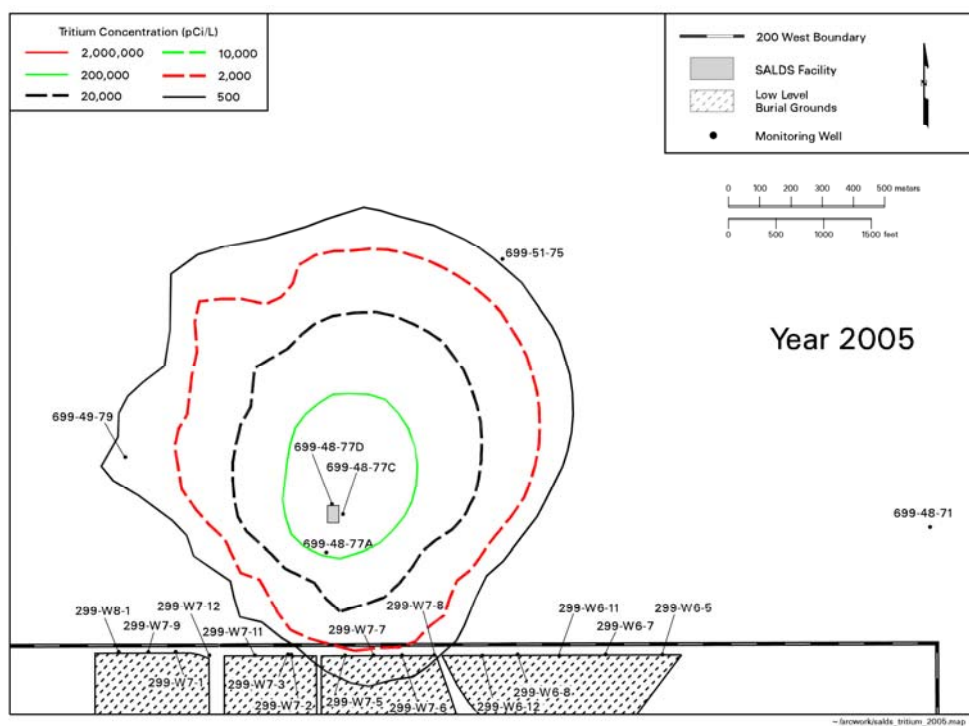 Tritium Concentration (pCi/L)
2,000,000
10,000
200,000
2,000
20,000
500
200 West Boundary
SALDS Facility
Low Level
Burial Grounds
Monitoring Well
N
0 100 200 300 400 500 meters
0 500 1000 1500 feet
699-51-75
Year 2005
699-49-79
699-48-77D
699-48-77C
699-48-71
699-48-77A
299-W8-1
299-W7-12
299-W7-9
299-W7-11
299-W7-7
299-W7-8
299-W6-11
299-W6-5
299-W6-7
299-W7-1
299-W7-3
299-W7-2
299-W7-5
299-W7-6
299-W6-12
299-W6-8
~farowork/salds_tritium_2005.map